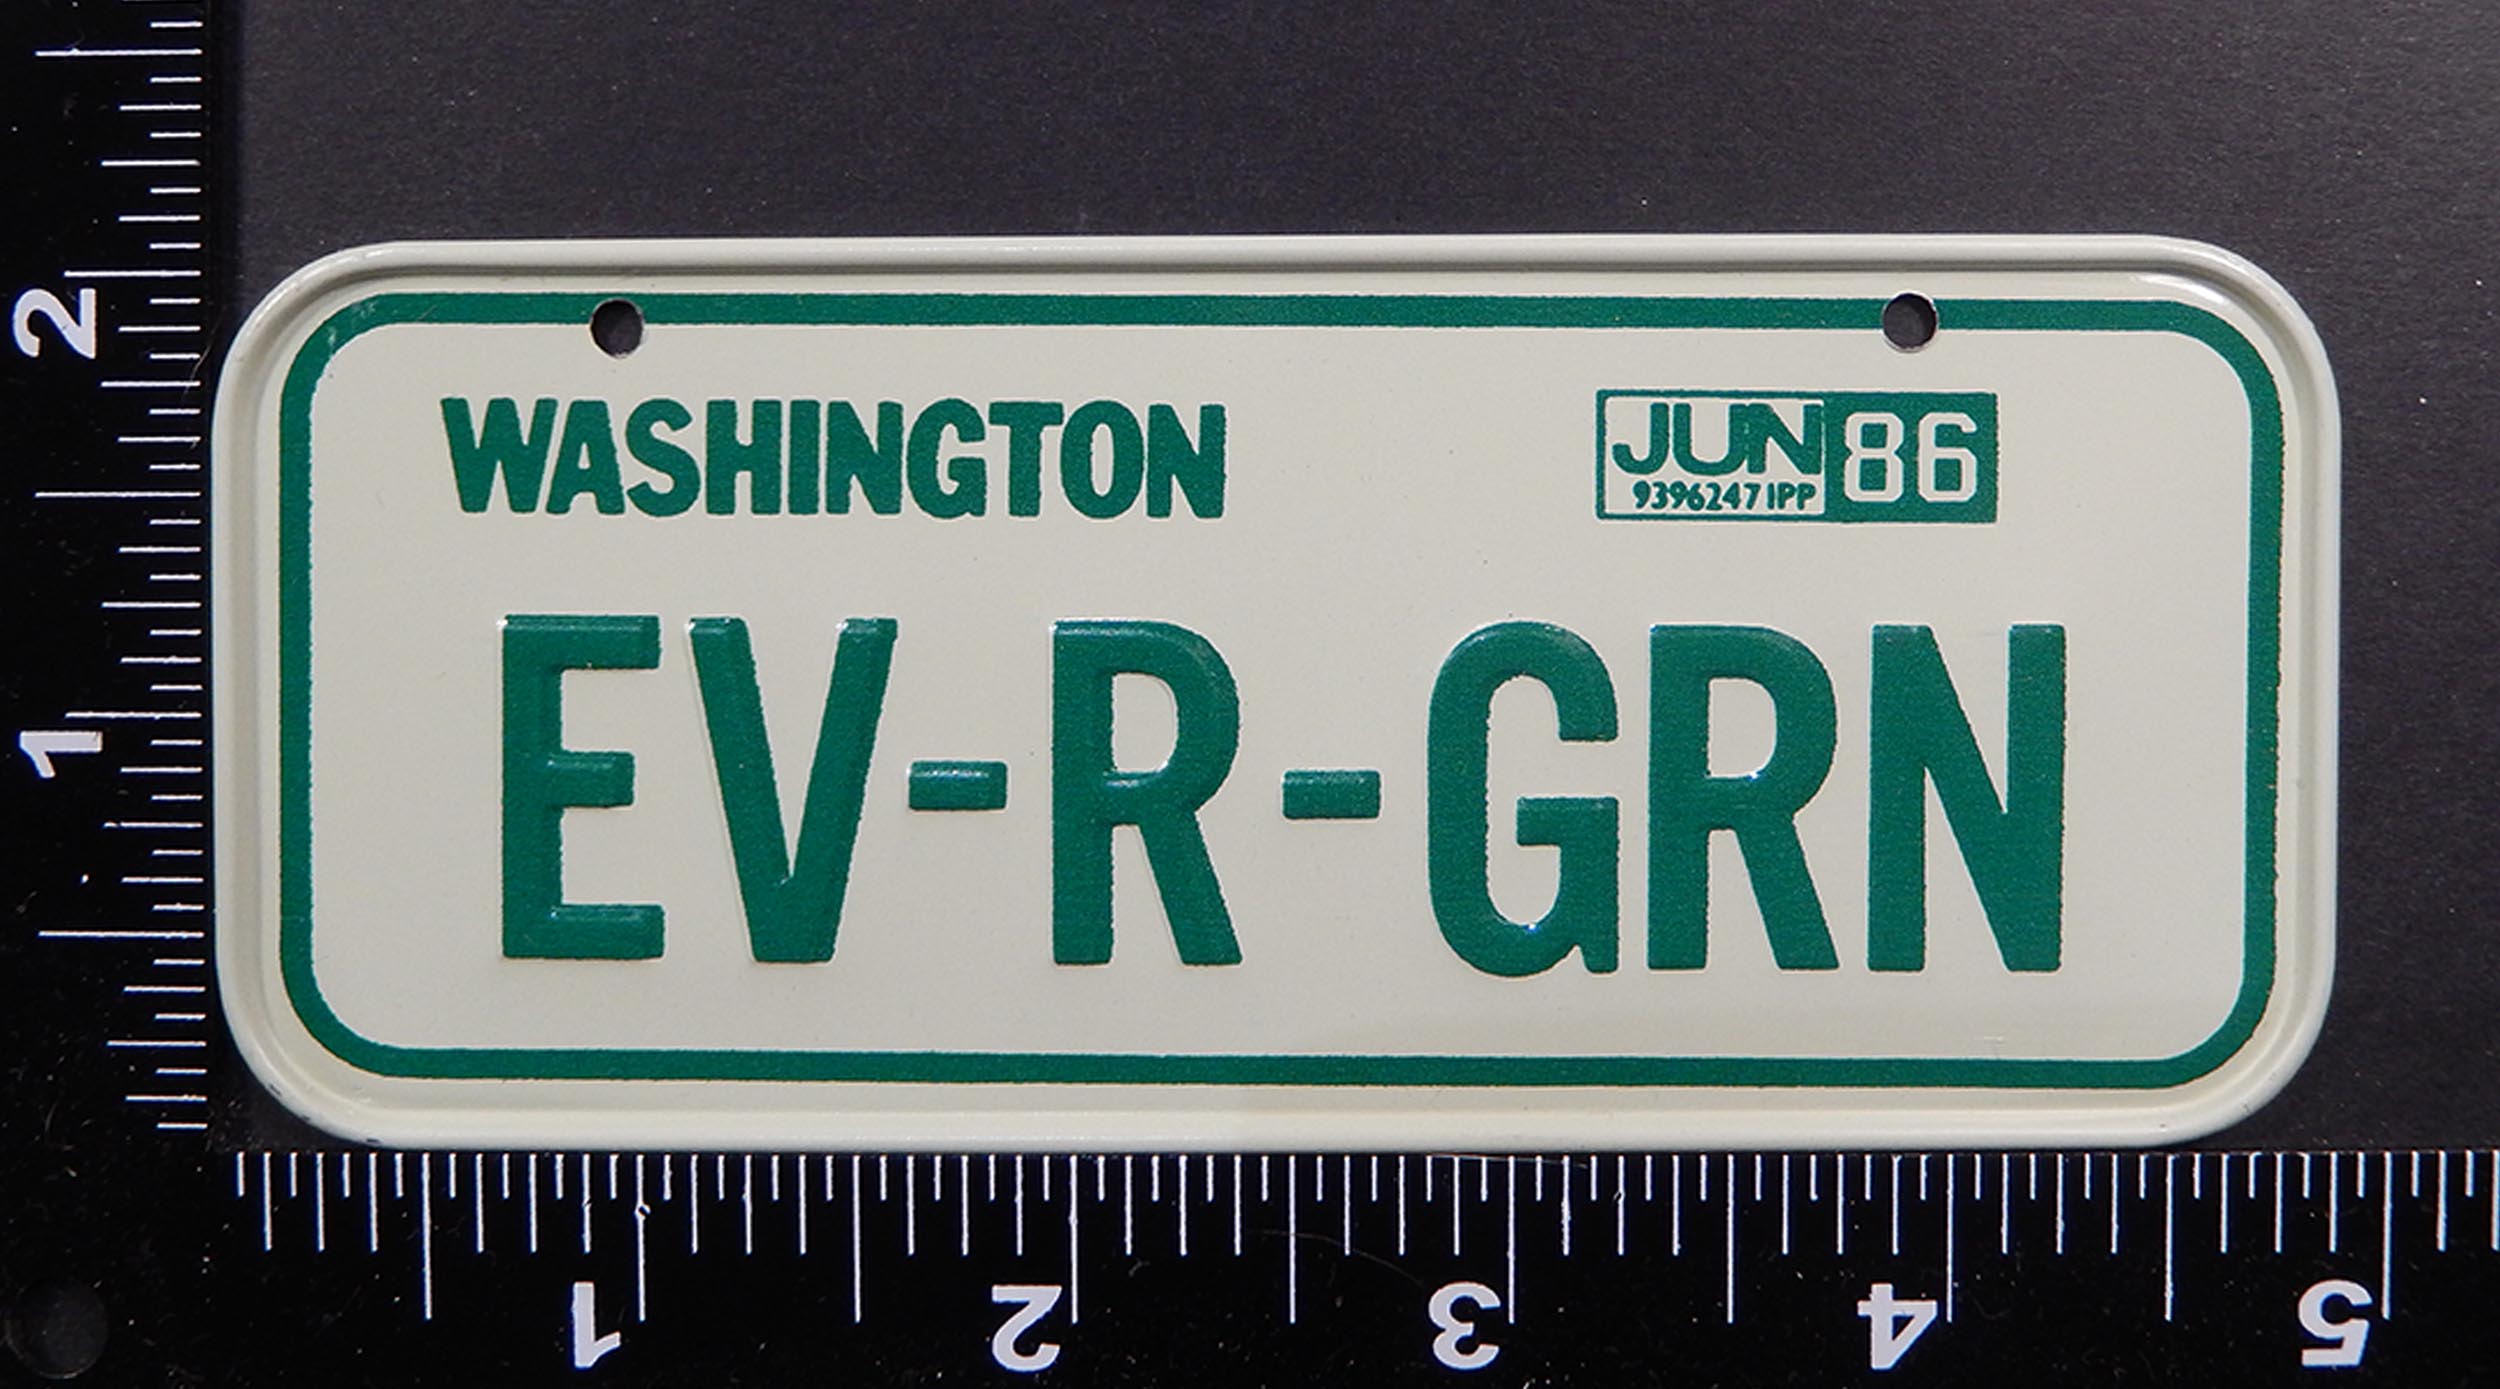 WASHINGTON
JUN 86
9396247 IPP
EV-R-GRN
2
1
1 2 3 4 5